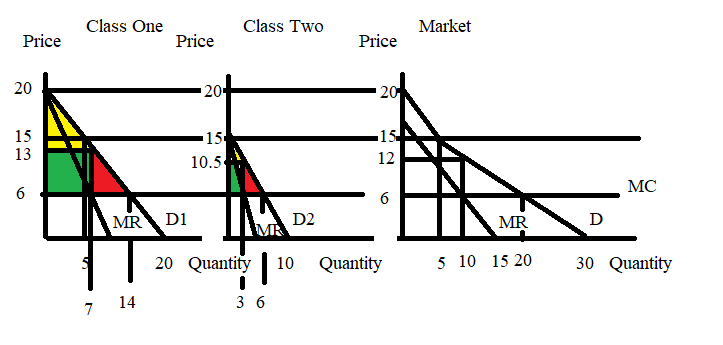 Class One
Class Two
Market
Price
Price
Price
20
20
20
15
15
15
13
10.5
12
6
6
MC
MR
D1
MR
D2
MR
D
5
20
Quantity
10
Quantity
5
10
15
20
30
Quantity
7
14
3
6